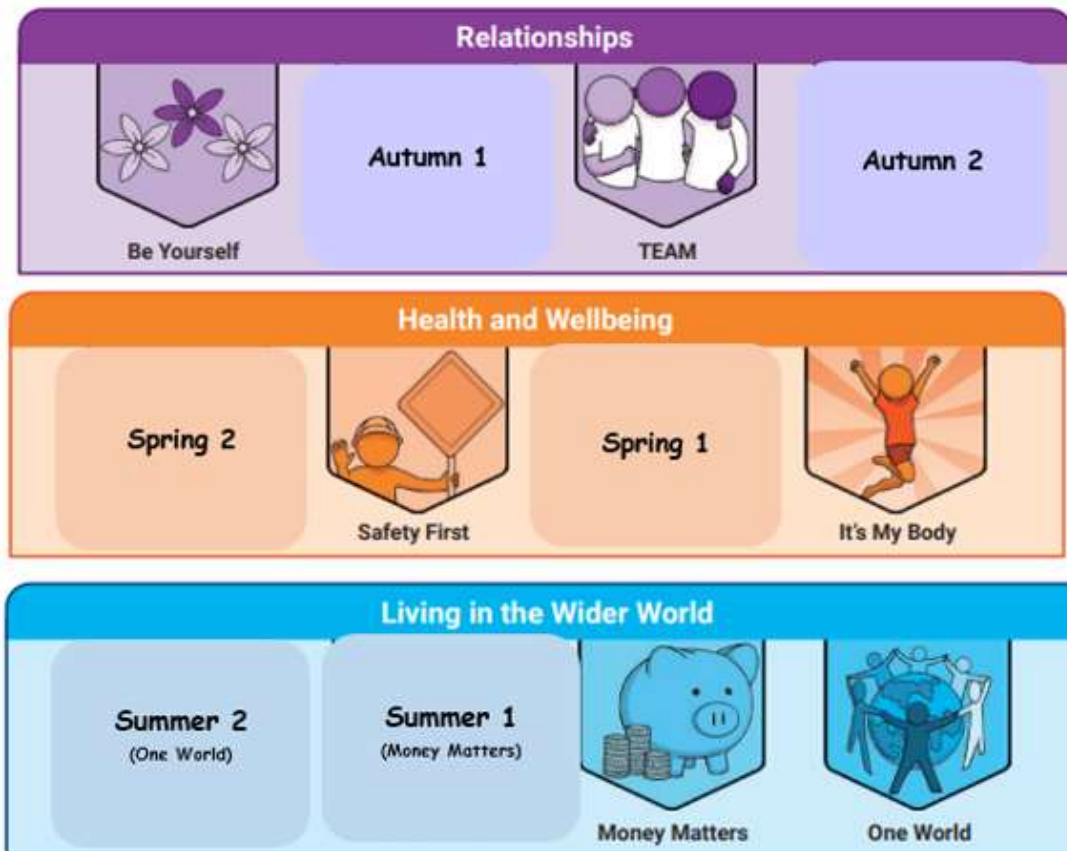 Relationships
Autumn 1
Autumn 2
Be Yourself
TEAM
Health and Wellbeing
Spring 2
Spring 1
Safety First
It's My Body
Living in the Wider World
Summer 2
(One World)
Summer 1
(Money Matters)
Money Matters
One World